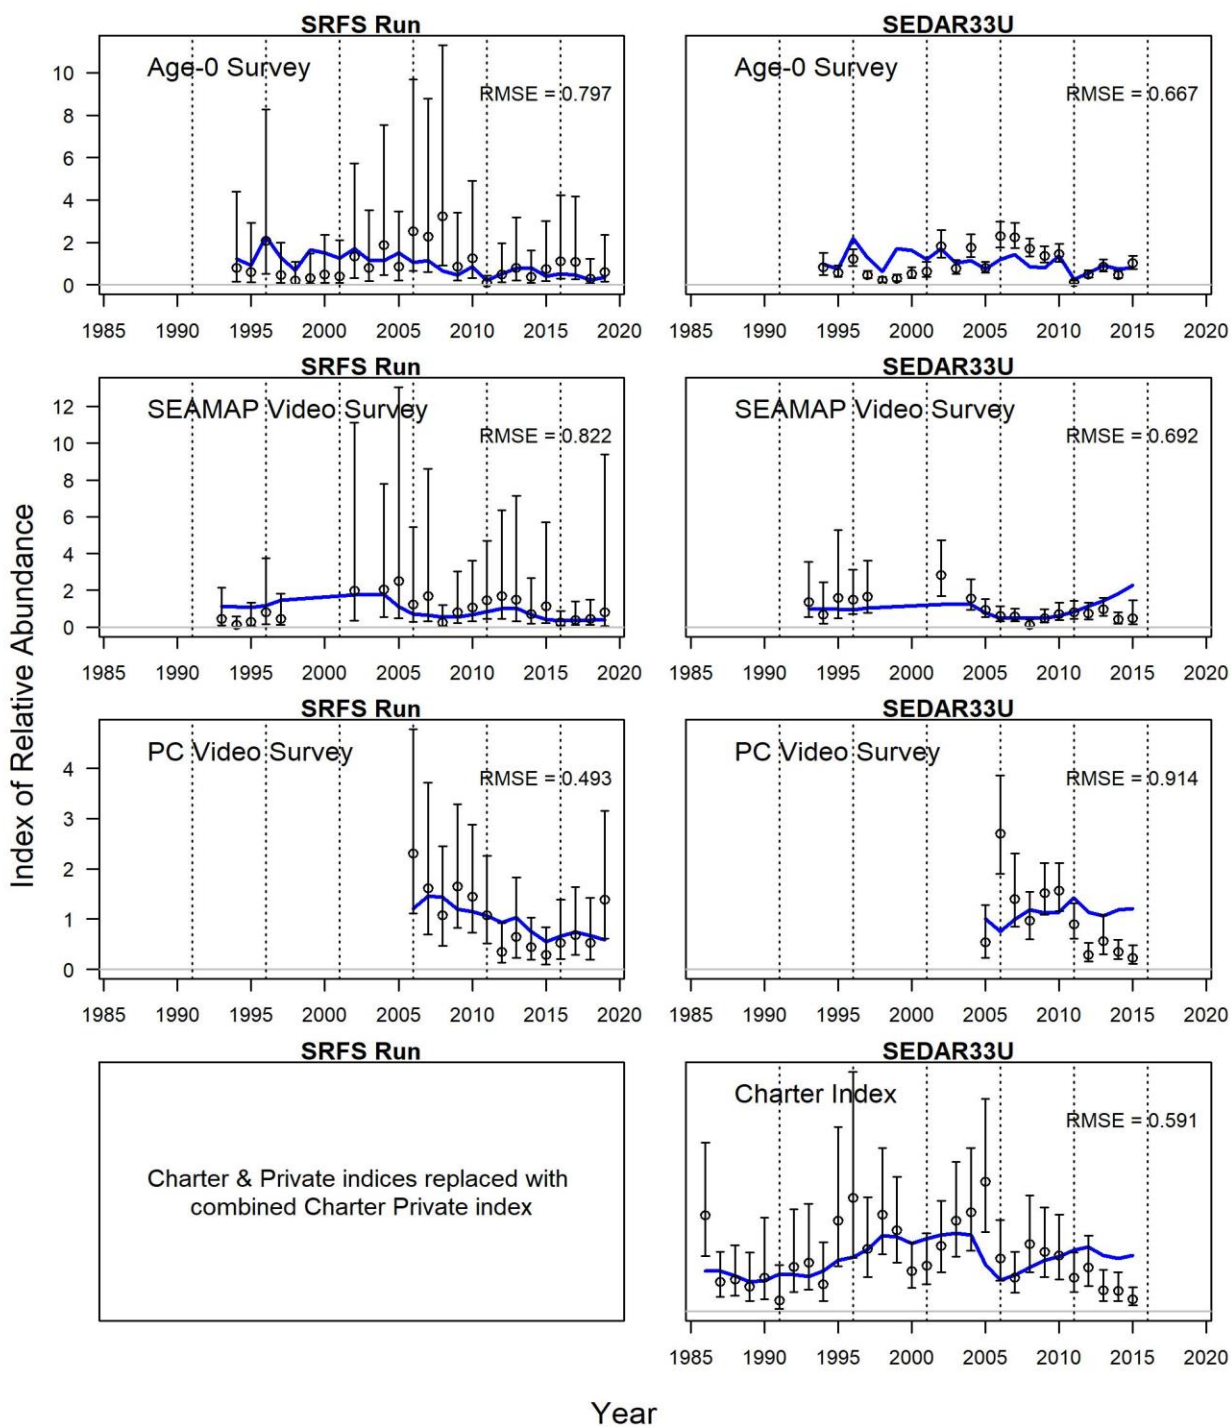 SRFS Run
SEDAR33U
Age-0 Survey
RMSE = 0.797
Age-0 Survey
RMSE = 0.667
10
8
6
4
2
0
1985 1990 1995 2000 2005 2010 2015 2020
1985 1990 1995 2000 2005 2010 2015 2020
SRFS Run
SEDAR33U
SEAMAP Video Survey
RMSE = 0.822
SEAMAP Video Survey
RMSE = 0.692
12
10
8
6
4
2
0
1985 1990 1995 2000 2005 2010 2015 2020
1985 1990 1995 2000 2005 2010 2015 2020
Index of Relative Abundance
SRFS Run
SEDAR33U
PC Video Survey
RMSE = 0.493
PC Video Survey
RMSE = 0.914
4
3
2
1
0
1985 1990 1995 2000 2005 2010 2015 2020
1985 1990 1995 2000 2005 2010 2015 2020
SRFS Run
SEDAR33U
Charter & Private indices replaced with
combined Charter Private index
Charter Index
RMSE = 0.591
1985 1990 1995 2000 2005 2010 2015 2020
Year